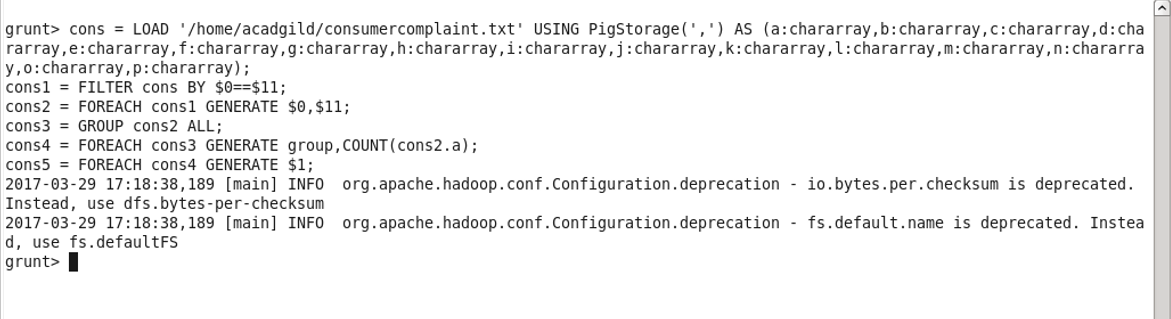 grunt> cons = LOAD '/home/acadgild/consumercomplaint.txt' USING PigStorage(',') AS (a:chararray,b:chararray,c:chararray,d:cha
rarray,e:chararray,f:chararray,g:chararray,h:chararray,i:chararray,j:chararray,k:chararray,l:chararray,m:chararray,n:chararra
y,o:chararray,p:chararray);
cons1 = FILTER cons BY $0==$11;
cons2 = FOREACH cons1 GENERATE $0,$11;
cons3 = GROUP cons2 ALL;
cons4 = FOREACH cons3 GENERATE group,COUNT(cons2.a);
cons5 = FOREACH cons4 GENERATE $1;
2017-03-29 17:18:38,189 [main] INFO  org.apache.hadoop.conf.Configuration.deprecation - io.bytes.per.checksum is deprecated.
Instead, use dfs.bytes-per-checksum
2017-03-29 17:18:38,189 [main] INFO  org.apache.hadoop.conf.Configuration.deprecation - fs.default.name is deprecated. Instea
d, use fs.defaultFS
grunt>